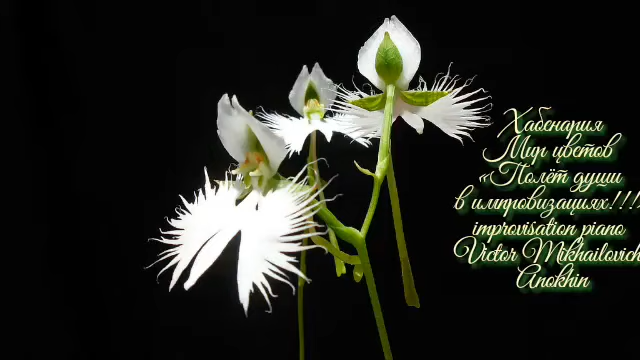 Хабенария
Мир цветов
«Полёт души
в импровизациях!!!
improvisation piano
Victor Mikhailovich
Anokhin